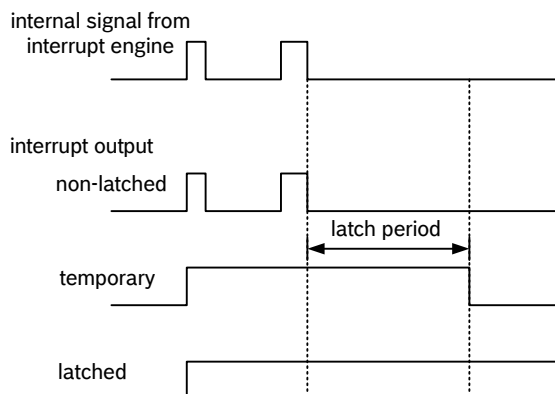 internal signal from
interrupt engine
interrupt output
non-latched
latch period
temporary
latched